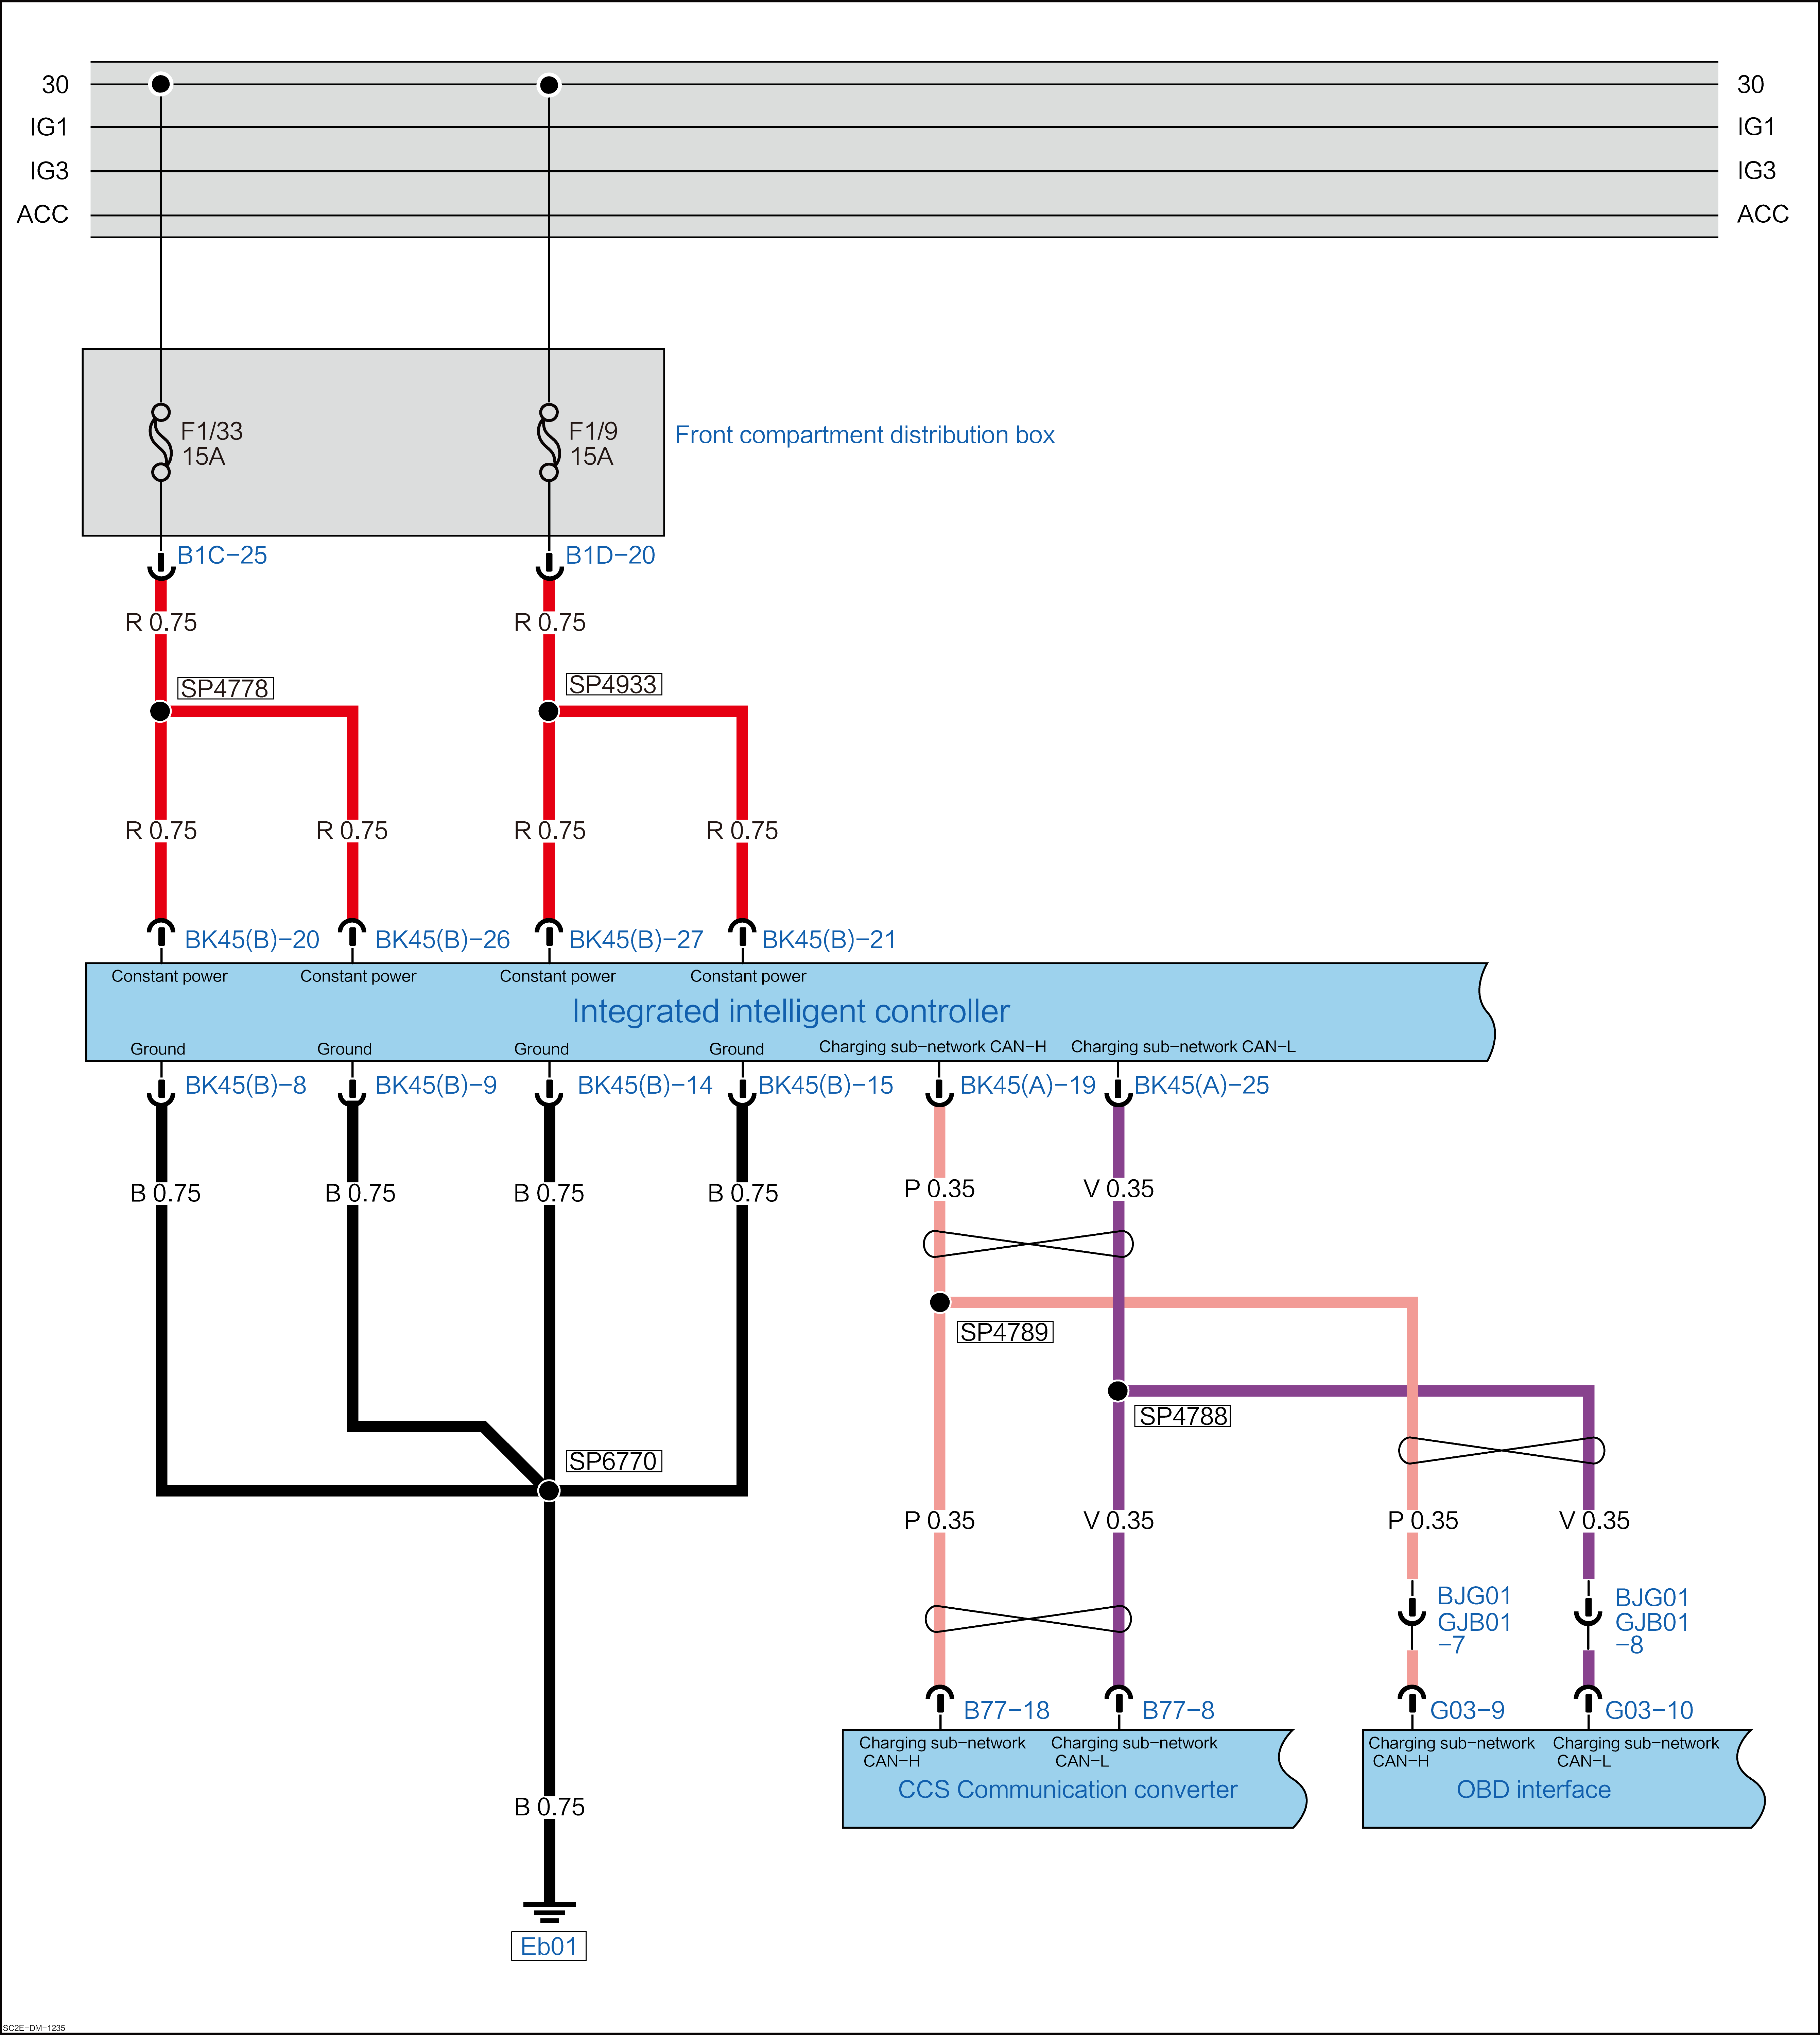 30
30
IG1
IG1
IG3
IG3
ACC
ACC
F1/33
15A
F1/9
15A
Front compartment distribution box
B1C-25
B1D-20
R 0.75
R 0.75
SP4778
SP4933
R 0.75
R 0.75
R 0.75
R 0.75
BK45(B)-20
BK45(B)-26
BK45(B)-27
BK45(B)-21
Constant power
Constant power
Constant power
Constant power
Integrated intelligent controller
Ground
Ground
Ground
Ground
Charging sub-network CAN-H
Charging sub-network CAN-L
BK45(B)-8
BK45(B)-9
BK45(B)-14
BK45(B)-15
BK45(A)-19
BK45(A)-25
B 0.75
B 0.75
B 0.75
B 0.75
P 0.35
V 0.35
SP4789
SP4788
SP6770
P 0.35
V 0.35
P 0.35
V 0.35
BJG01
GJB01
-7
BJG01
GJB01
-8
B77-18
B77-8
G03-9
G03-10
Charging sub-network
CAN-H
Charging sub-network
CAN-L
CCS Communication converter
Charging sub-network
CAN-H
Charging sub-network
CAN-L
OBD interface
B 0.75
Eb01
SC2E-DM-1235